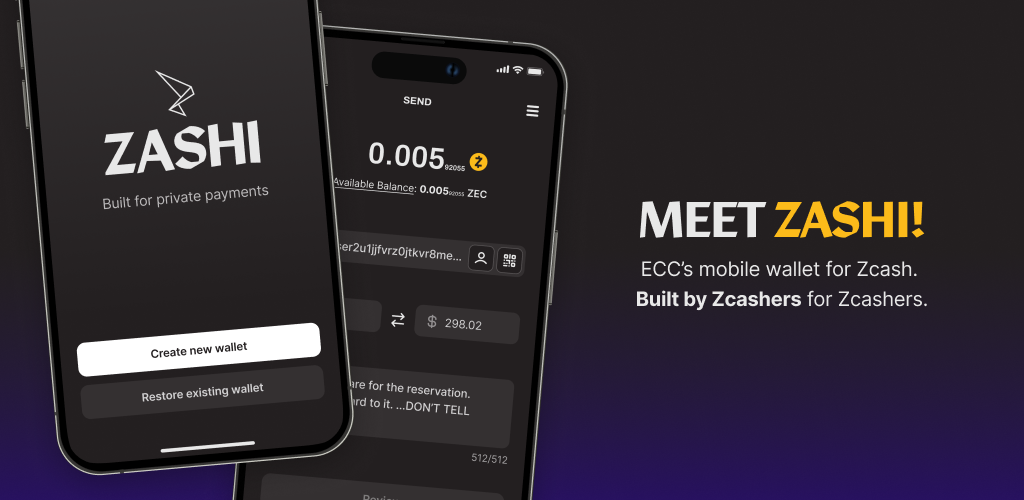 ZASHI
Built for private payments
Create new wallet
Restore existing wallet
SEND
0.00592055
Available Balance: 0.00592055 ZEC
ser2u1jjfvrz0jtkvr8me...
$ 298.02
are for the reservation.
rd to it. ...DON'T TELL
512/512
MEET ZASHI!
ECC's mobile wallet for Zcash.
Built by Zcashers for Zcashers.